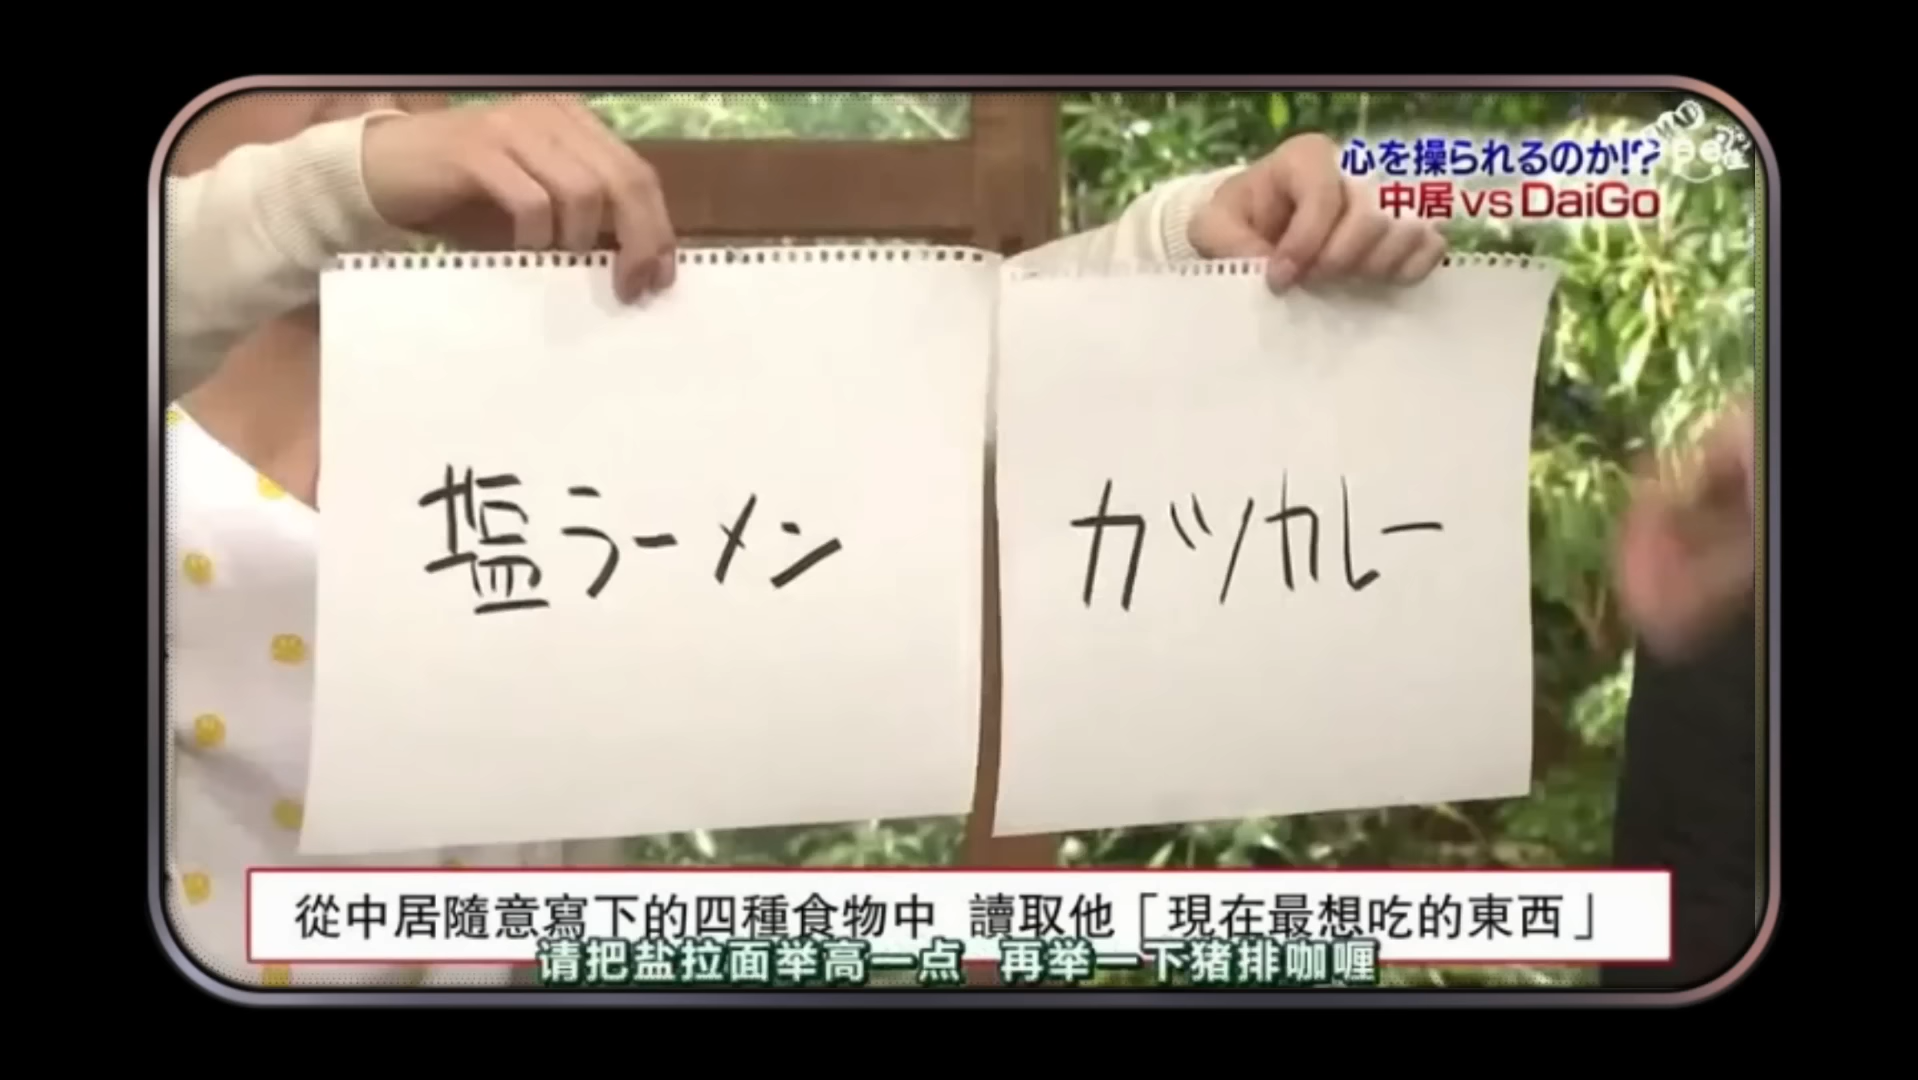 心を操られるのか!?
中居vsDaiGo
塩ラーメン
カツカレー
從中居隨意寫下的四種食物中 讀取他「現在最想吃的東西」
请把盐拉面举高一点 再举一下猪排咖喱